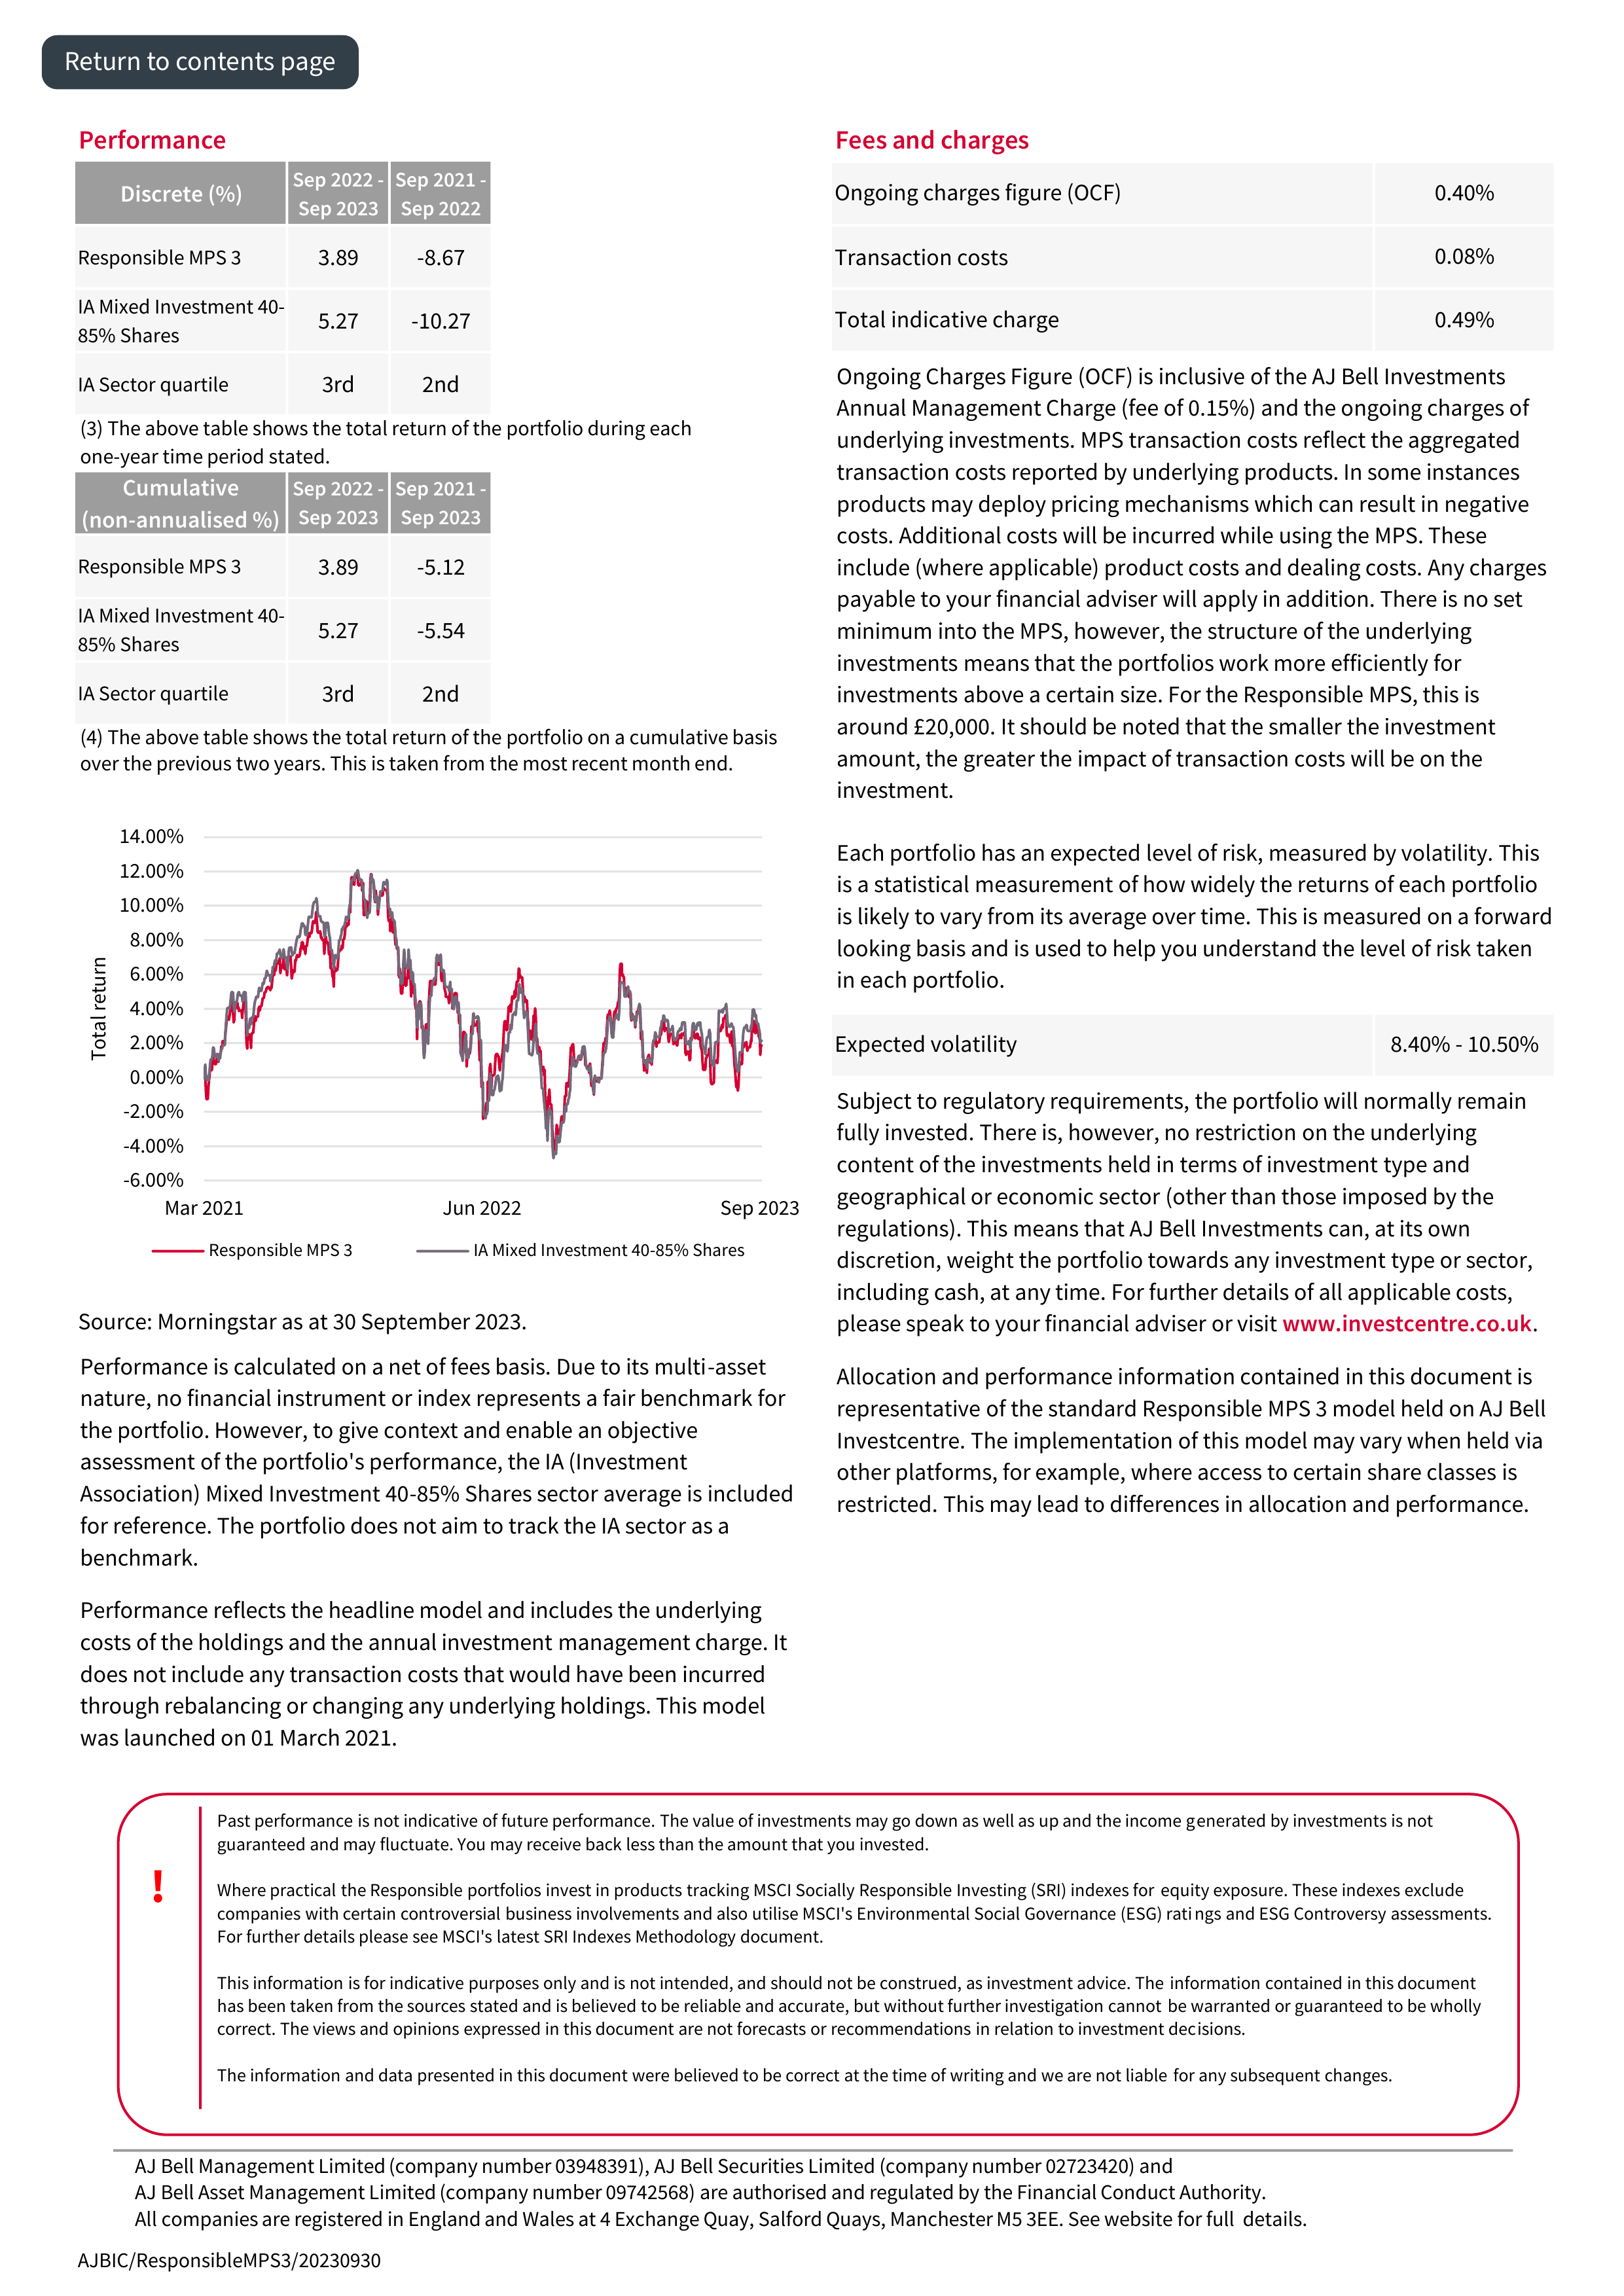 Return to contents page
Performance
Discrete (%)
Sep 2022 -
Sep 2023
Sep 2021 -
Sep 2022
Responsible MPS 3
3.89
-8.67
IA Mixed Investment 40-
85% Shares
5.27
-10.27
IA Sector quartile
3rd
2nd
(3) The above table shows the total return of the portfolio during each
one-year time period stated.
Cumulative
(non-annualised %)
Sep 2022 -
Sep 2023
Sep 2021 -
Sep 2023
Responsible MPS 3
3.89
-5.12
IA Mixed Investment 40-
85% Shares
5.27
-5.54
IA Sector quartile
3rd
2nd
(4) The above table shows the total return of the portfolio on a cumulative basis
over the previous two years. This is taken from the most recent month end.
Total return
14.00%
12.00%
10.00%
8.00%
6.00%
4.00%
2.00%
0.00%
-2.00%
-4.00%
-6.00%
Mar 2021
Jun 2022
Sep 2023
Responsible MPS 3
IA Mixed Investment 40-85% Shares
Source: Morningstar as at 30 September 2023.
Performance is calculated on a net of fees basis. Due to its multi-asset
nature, no financial instrument or index represents a fair benchmark for
the portfolio. However, to give context and enable an objective
assessment of the portfolio's performance, the IA (Investment
Association) Mixed Investment 40-85% Shares sector average is included
for reference. The portfolio does not aim to track the IA sector as a
benchmark.
Performance reflects the headline model and includes the underlying
costs of the holdings and the annual investment management charge. It
does not include any transaction costs that would have been incurred
through rebalancing or changing any underlying holdings. This model
was launched on 01 March 2021.
Fees and charges
Ongoing charges figure (OCF)
0.40%
Transaction costs
0.08%
Total indicative charge
0.49%
Ongoing Charges Figure (OCF) is inclusive of the AJ Bell Investments
Annual Management Charge (fee of 0.15%) and the ongoing charges of
underlying investments. MPS transaction costs reflect the aggregated
transaction costs reported by underlying products. In some instances
products may deploy pricing mechanisms which can result in negative
costs. Additional costs will be incurred while using the MPS. These
include (where applicable) product costs and dealing costs. Any charges
payable to your financial adviser will apply in addition. There is no set
minimum into the MPS, however, the structure of the underlying
investments means that the portfolios work more efficiently for
investments above a certain size. For the Responsible MPS, this is
around £20,000. It should be noted that the smaller the investment
amount, the greater the impact of transaction costs will be on the
investment.
Each portfolio has an expected level of risk, measured by volatility. This
is a statistical measurement of how widely the returns of each portfolio
is likely to vary from its average over time. This is measured on a forward
looking basis and is used to help you understand the level of risk taken
in each portfolio.
Expected volatility
8.40% - 10.50%
Subject to regulatory requirements, the portfolio will normally remain
fully invested. There is, however, no restriction on the underlying
content of the investments held in terms of investment type and
geographical or economic sector (other than those imposed by the
regulations). This means that AJ Bell Investments can, at its own
discretion, weight the portfolio towards any investment type or sector,
including cash, at any time. For further details of all applicable costs,
please speak to your financial adviser or visit www.investcentre.co.uk.
Allocation and performance information contained in this document is
representative of the standard Responsible MPS 3 model held on AJ Bell
Investcentre. The implementation of this model may vary when held via
other platforms, for example, where access to certain share classes is
restricted. This may lead to differences in allocation and performance.
!
Past performance is not indicative of future performance. The value of investments may go down as well as up and the income generated by investments is not
guaranteed and may fluctuate. You may receive back less than the amount that you invested.
Where practical the Responsible portfolios invest in products tracking MSCI Socially Responsible Investing (SRI) indexes for equity exposure. These indexes exclude
companies with certain controversial business involvements and also utilise MSCI's Environmental Social Governance (ESG) ratings and ESG Controversy assessments.
For further details please see MSCI's latest SRI Indexes Methodology document.
This information is for indicative purposes only and is not intended, and should not be construed, as investment advice. The information contained in this document
has been taken from the sources stated and is believed to be reliable and accurate, but without further investigation cannot be warranted or guaranteed to be wholly
correct. The views and opinions expressed in this document are not forecasts or recommendations in relation to investment decisions.
The information and data presented in this document were believed to be correct at the time of writing and we are not liable for any subsequent changes.
AJ Bell Management Limited (company number 03948391), AJ Bell Securities Limited (company number 02723420) and
AJ Bell Asset Management Limited (company number 09742568) are authorised and regulated by the Financial Conduct Authority.
All companies are registered in England and Wales at 4 Exchange Quay, Salford Quays, Manchester M5 3EE. See website for full details.
AJBIC/ResponsibleMPS3/20230930